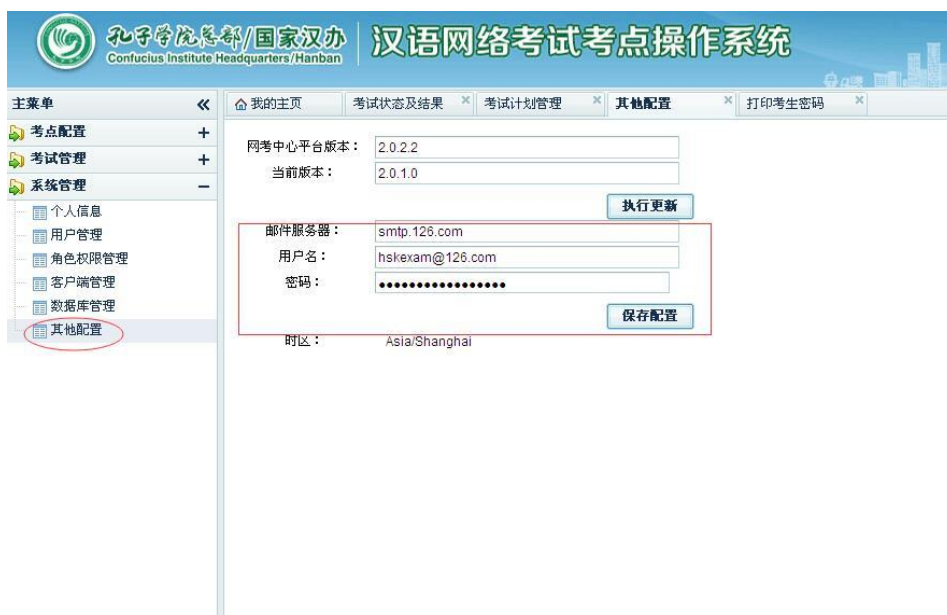 孔子学院总部/国家汉办
Confucius Institute Headquarters/Hanban
汉语网络考试考点操作系统
主菜单
我的主页 考试状态及结果 考试计划管理 其他配置 打印考生密码
考点配置
考试管理
系统管理
个人信息
用户管理
角色权限管理
客户端管理
数据库管理
其他配置
网考中心平台版本： 2.0.2.2
当前版本： 2.0.1.0
执行更新
邮件服务器： smtp.126.com
用户名： hskexam@126.com
密码： ●●●●●●●●●●●●●●●●●
保存配置
时区： Asia/Shanghai